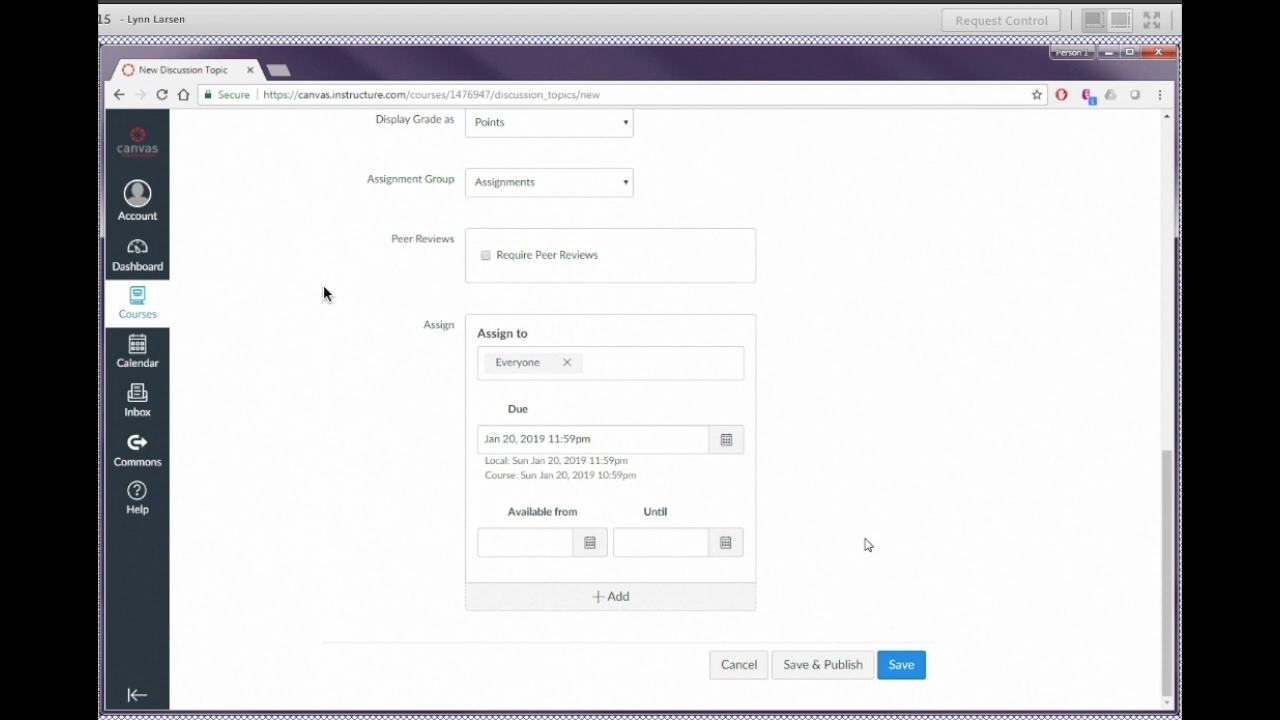 15 - Lynn Larsen
Request Control
Person 1
New Discussion Topic
Secure https://canvas.instructure.com/courses/1476947/discussion_topics/new
canvas
Account
Dashboard
Courses
Calendar
Inbox
Commons
Help
Display Grade as Points
Assignment Group Assignments
Peer Reviews Require Peer Reviews
Assign Assign to
Everyone
Due
Jan 20, 2019 11:59pm
Local: Sun Jan 20, 2019 11:59pm
Course: Sun Jan 20, 2019 10:59pm
Available from Until
Add
Cancel Save & Publish Save